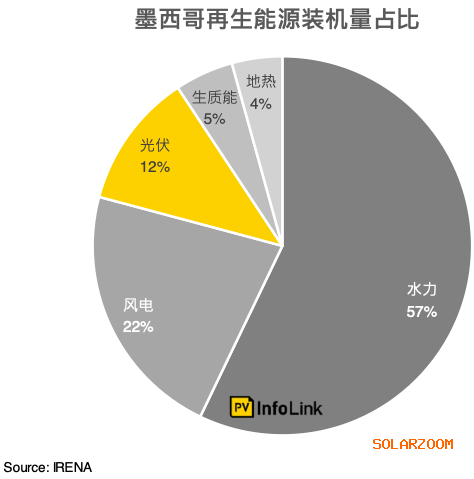 墨西哥再生能源装机量占比
地热
4%
生质能
5%
光伏
12%
水力
57%
风电
22%
PV InfoLink
SOLARZOOM
Source: IRENA